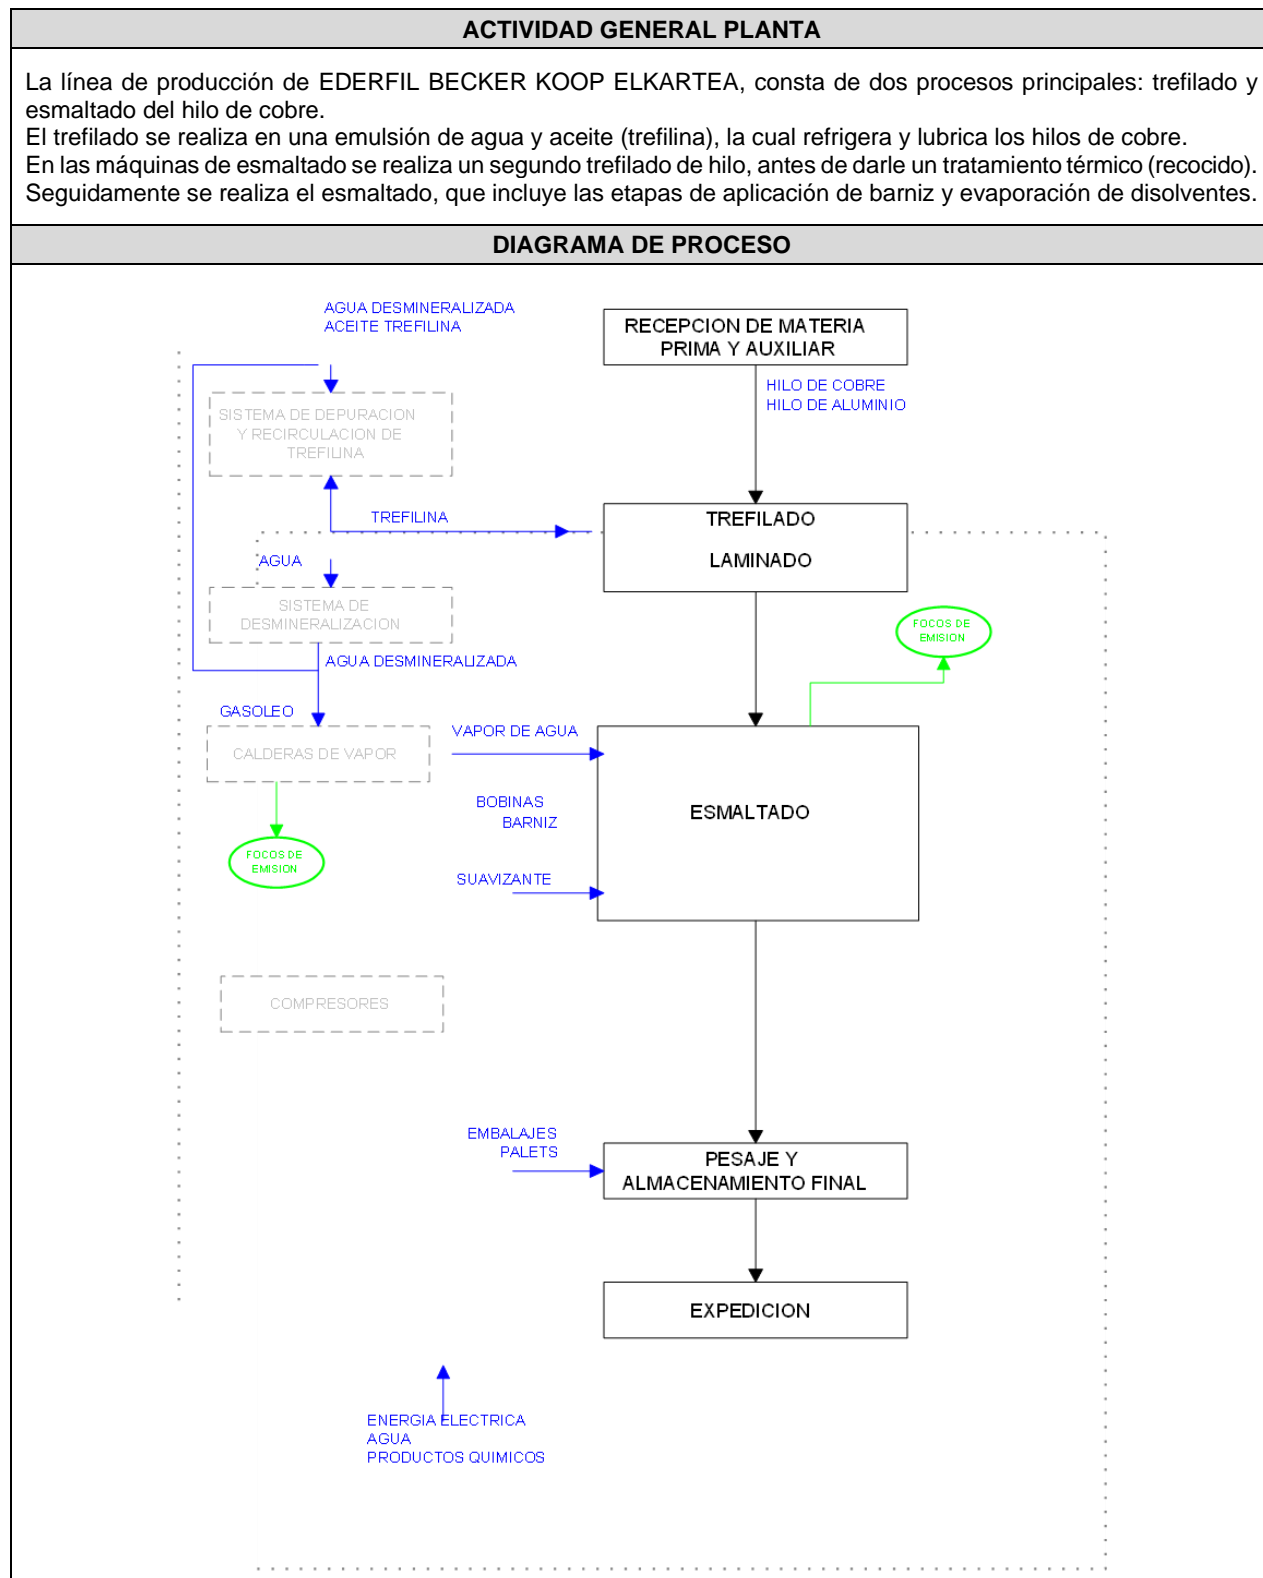 ACTIVIDAD GENERAL PLANTA
La línea de producción de EDERFIL BECKER KOOP ELKARTEA, consta de dos procesos principales: trefilado y
esmaltado del hilo de cobre.
El trefilado se realiza en una emulsión de agua y aceite (trefilina), la cual refrigera y lubrica los hilos de cobre.
En las máquinas de esmaltado se realiza un segundo trefilado de hilo, antes de darle un tratamiento térmico (recocido).
Seguidamente se realiza el esmaltado, que incluye las etapas de aplicación de barniz y evaporación de disolventes.
DIAGRAMA DE PROCESO
AGUA DESMINERALIZADA
ACEITE TREFILINA
RECEPCION DE MATERIA
PRIMA Y AUXILIAR
HILO DE COBRE
HILO DE ALUMINIO
SISTEMA DE DEPURACION
Y RECIRCULACION DE
TREFILINA
TREFILINA
TREFILADO
LAMINADO
AGUA
SISTEMA DE
DESMINERALIZACION
FOCOS DE
EMISION
AGUA DESMINERALIZADA
GASOLEO
CALDERAS DE VAPOR
VAPOR DE AGUA
BOBINAS
BARNIZ
ESMALTADO
FOCOS DE
EMISION
SUAVIZANTE
COMPRESORES
EMBALAJES
PALETS
PESAJE Y
ALMACENAMIENTO FINAL
EXPEDICION
ENERGIA ELECTRICA
AGUA
PRODUCTOS QUIMICOS